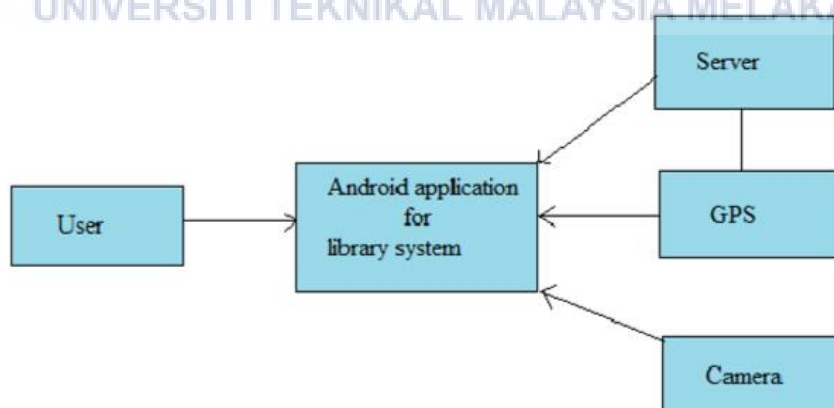 UNIVERSITI TEKNIKAL MALAYSIA MELAKA
Server
Android application
for
library system
User
GPS
Camera